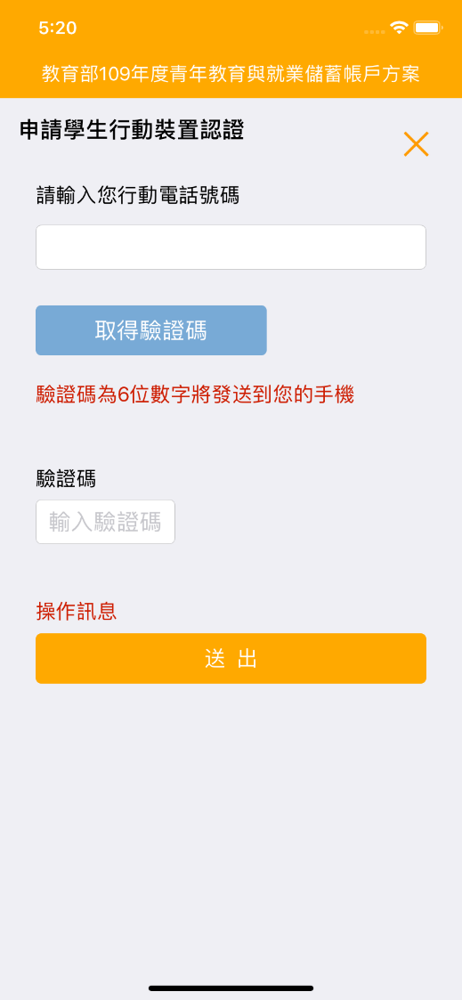 5:20
教育部109年度青年教育與就業儲蓄帳戶方案
申請學生行動裝置認證
請輸入您行動電話號碼
取得驗證碼
驗證碼為6位數字將發送到您的手機
驗證碼
輸入驗證碼
操作訊息
送 出